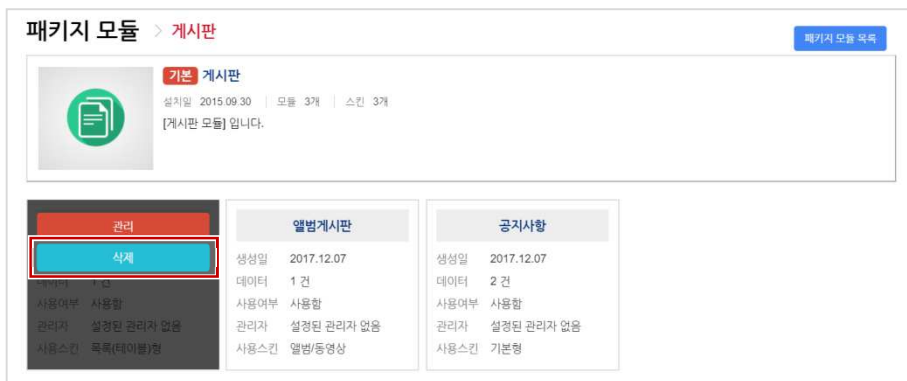 패키지 모듈 > 게시판
패키지 모듈 목록
기본 게시판
설치일 2015.09.30 | 모듈 3개 | 스킨 3개
[게시판 모듈] 입니다.
관리
삭제
데이터 1 건
사용여부 사용함
관리자 설정된 관리자 없음
사용스킨 목록(테이블)형
앨범게시판
생성일 2017.12.07
데이터 1 건
사용여부 사용함
관리자 설정된 관리자 없음
사용스킨 앨범/동영상
공지사항
생성일 2017.12.07
데이터 2 건
사용여부 사용함
관리자 설정된 관리자 없음
사용스킨 기본형